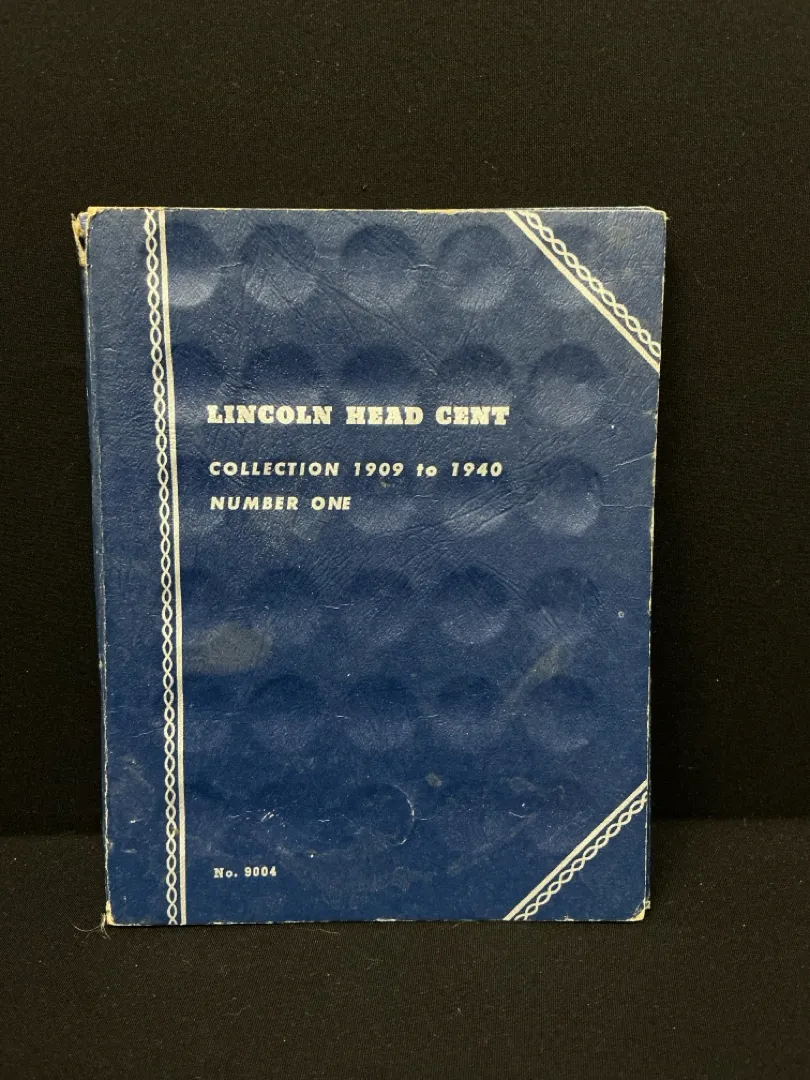 LINCOLN HEAD CENT
COLLECTION 1909 to 1940
NUMBER ONE
No. 9004